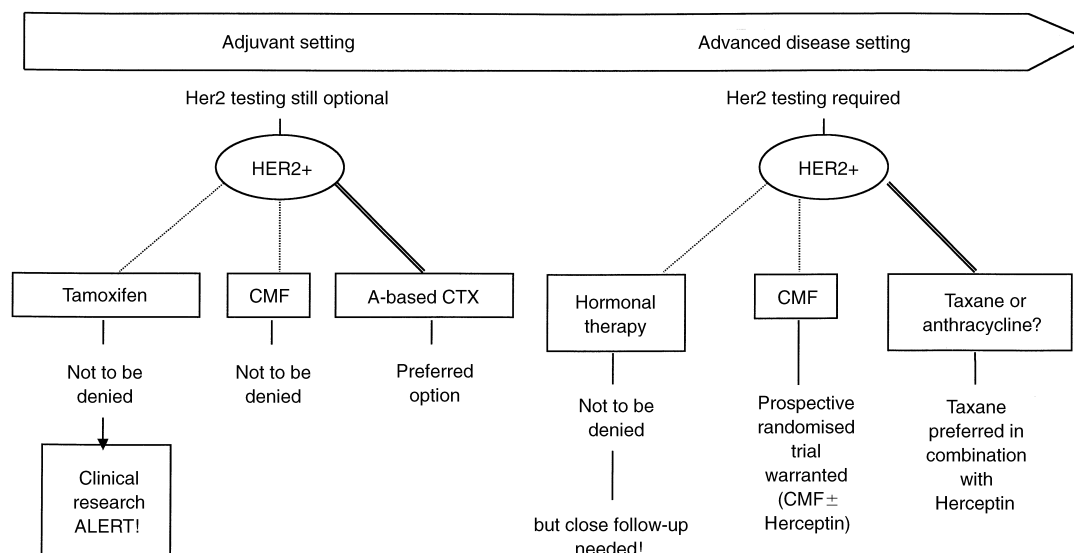 Adjuvant setting
Advanced disease setting
Her2 testing still optional
Her2 testing required
HER2+
HER2+
Tamoxifen
CMF
A-based CTX
Hormonal
therapy
CMF
Taxane or
anthracycline?
Not to be
denied
Not to be
denied
Preferred
option
Not to be
denied
Prospective
randomised
trial
warranted
(CMF±
Herceptin)
Taxane
preferred in
combination
with
Herceptin
Clinical
research
ALERT!
but close follow-up
needed!